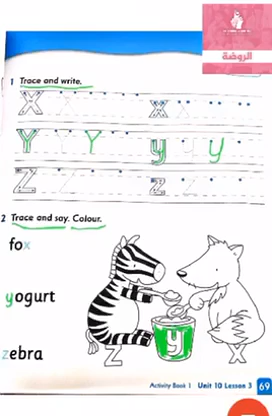 الروضة
1 Trace and write.
X X
Y Y Y y y y
Z z
2 Trace and say. Colour.
fox
yogurt
y
zebra
Activity Book 1 Unit 10 Lesson 3 69